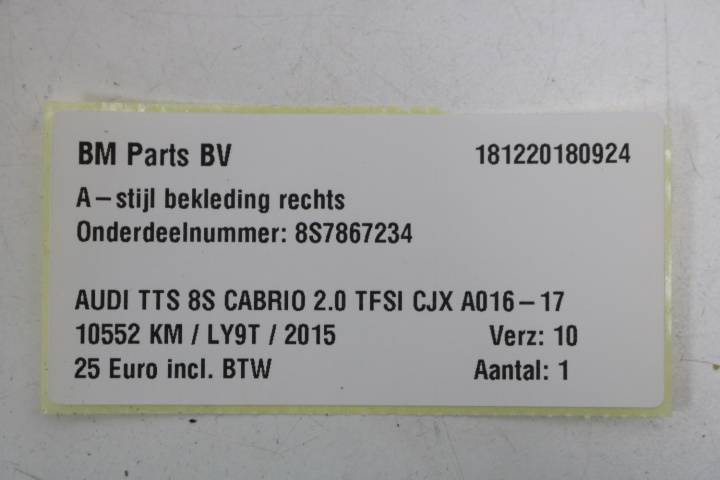 BM Parts BV 181220180924
A-stijl bekleding rechts
Onderdeelnummer: 8S7867234
AUDI TTS 8S CABRIO 2.0 TFSI CJX A016-17
10552 KM / LY9T / 2015 Verz: 10
25 Euro incl. BTW Aantal: 1